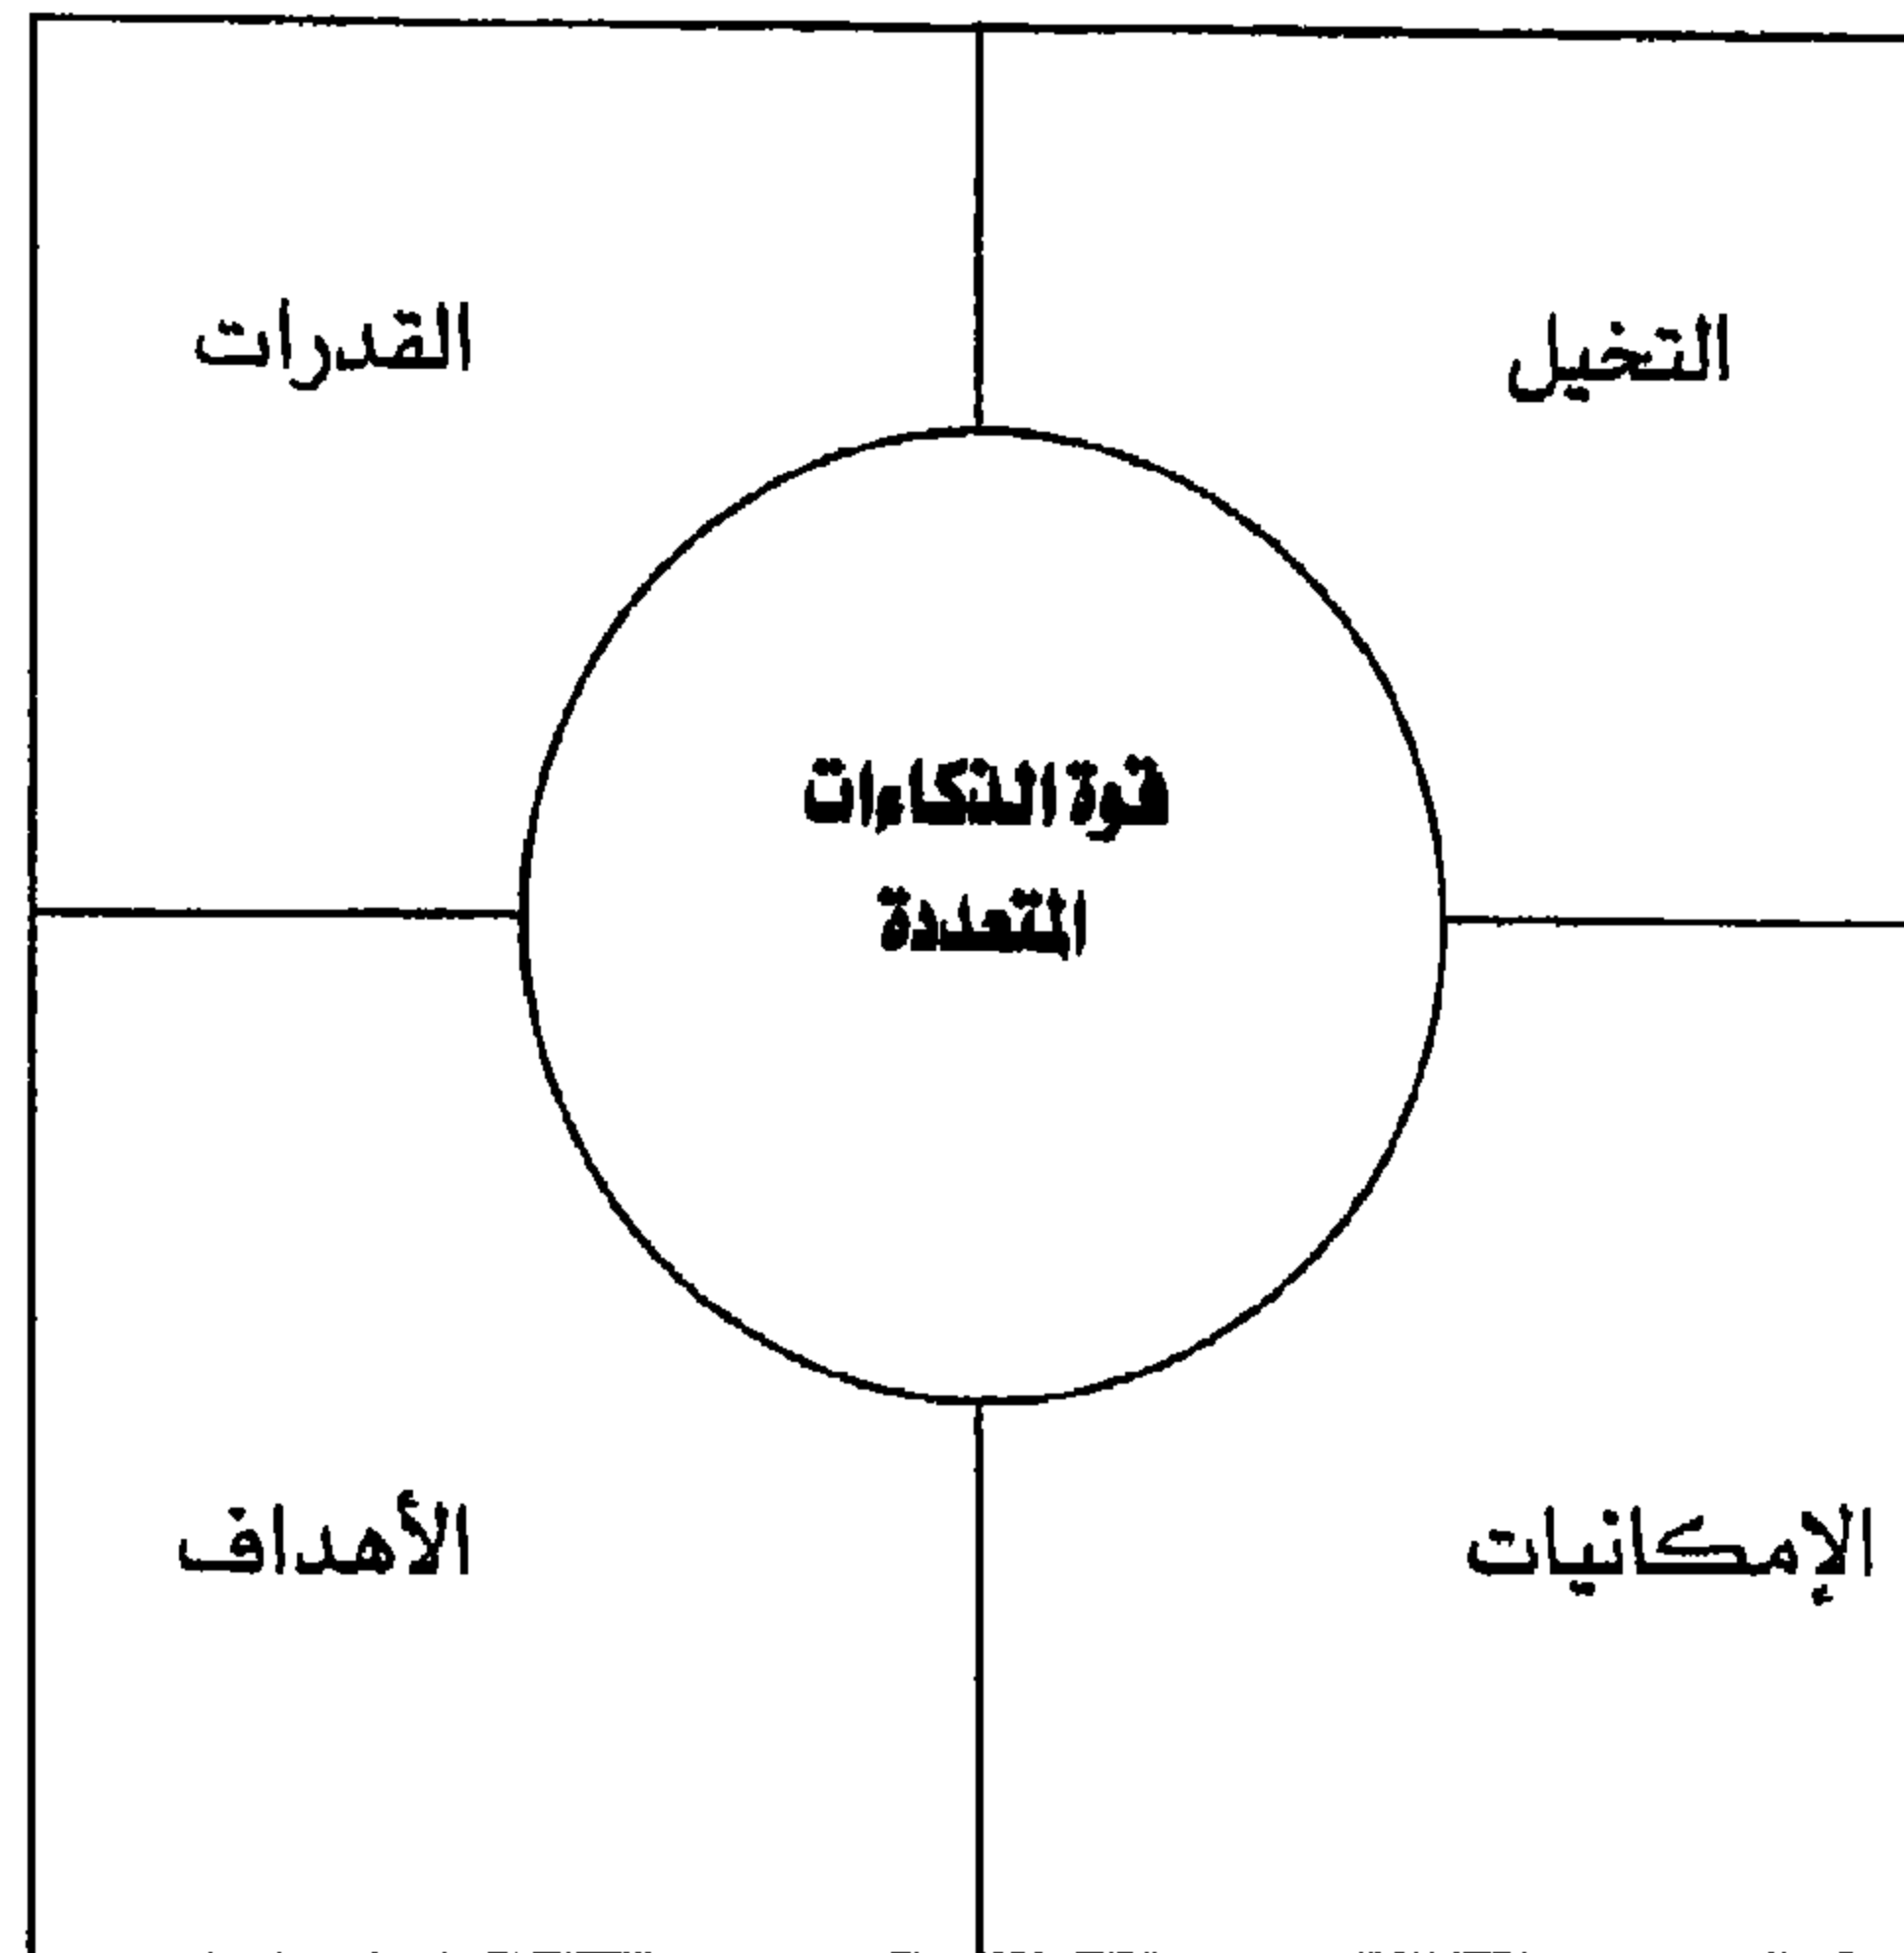 التخيل
القدرات
قوة الذكاءات
المتعددة
الإمكانيات
الأهداف